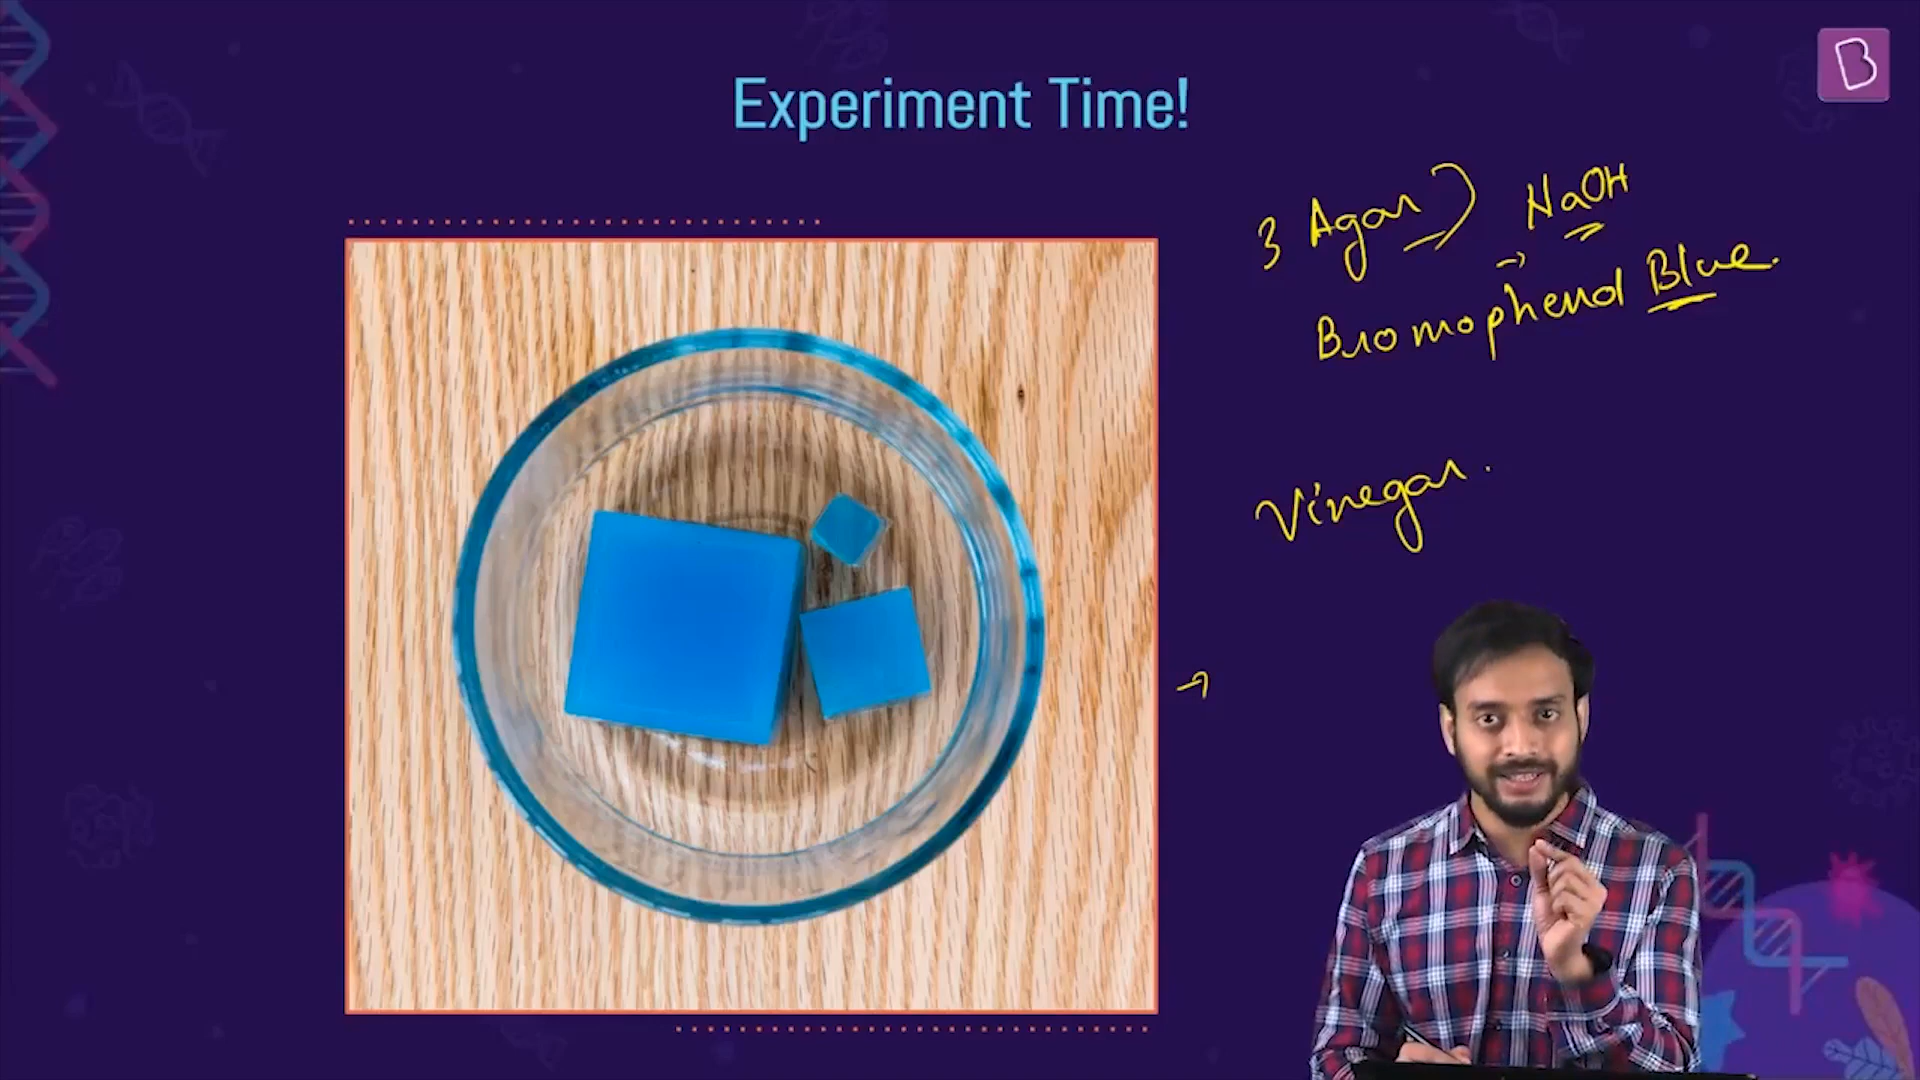 Experiment Time!
B
3 Agar → NaOH
→
Bromophenol Blue.
Vinegar.
→